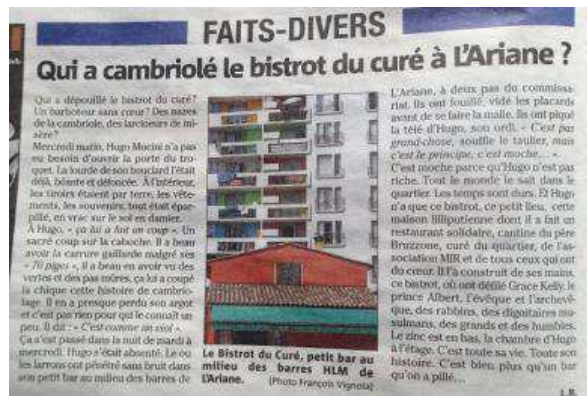 FAITS-DIVERS
Qui a cambriolé le bistrot du curé à L'Ariane ?
Qui a dépouillé le bistrot du curé?
Un barboteur sans cœur? Des nazes
de la cambriole, des larcineurs de mi-
sère?
Mercredi matin, Hugo Mocini n'a pas
eu besoin d'ouvrir la porte du tro-
quet. La lourde de son bouclard l'était
déjà, béante et défoncée. À l'intérieur,
les tiroirs étaient par terre, les vête-
ments, les souvenirs, tout était épar-
pillé, en vrac sur le sol en damier.
À Hugo, « ça lui a fait un coup ». Un
sacré coup sur la caboche. Il a beau
avoir la carrure gaillarde malgré ses
« piges », il a beau en avoir vu des
vertes et des pas mûres, ça lui a coupé
la chique cette histoire de cambrio-
lage. Il en a presque perdu son argot
et c'est pas rien pour qui le connaît un
peu. Il dit : « C'est comme un viol ».
Ça s'est passé dans la nuit de mardi à
mercredi. Hugo s'était absenté. Le ou
les larrons ont pénétré sans bruit dans
son petit bar au milieu des barres de
Le Bistrot du Curé, petit bar au
milieu des barres HLM de
L'Ariane. (Photo François Vignola)
L'Ariane, à deux pas du commissa-
riat. Ils ont fouillé, vidé les placards
avant de se faire la malle. Ils ont piqué
la télé d'Hugo, son ordi. « C'est pas
grand-chose, souffle le taulier, mais
c'est le principe, c'est moche... »
C'est moche parce qu'Hugo n'est pas
riche. Tout le monde le sait dans le
quartier. Les temps sont durs. Et Hugo
n'a que ce bistrot, ce petit lieu, cette
maison lilliputienne dont il a fait un
restaurant solidaire, cantine du père
Bruzzone, curé du quartier, de l'as-
sociation MIR et de tous ceux qui ont
du cœur. Il l'a construit de ses mains,
ce bistrot, où ont défilé Grace Kelly, le
prince Albert, l'évêque et l'archevê-
que, des rabbins, des dignitaires mu-
sulmans, des grands et des humbles.
Le zinc est en bas, la chambre d'Hugo
à l'étage. C'est toute sa vie. Toute son
histoire. C'est bien plus qu'un bar
qu'on a pillé...